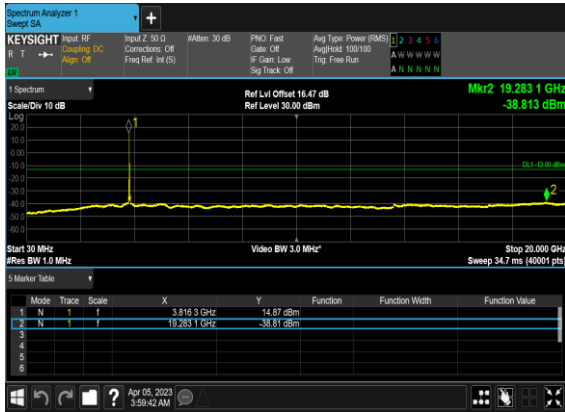 Spectrum Analyzer 1
Swept SA
KEYSIGHT Input: RF Input Z: 50 Ω #Atten: 30 dB PNO: Fast Avg Type: Power (RMS) 1 2 3 4 5 6
R T Coupling: DC Corrections: Off Gate: Off Avg|Hold: 100/100 A W W W W W
Align: Off Freq Ref: Int (S) IF Gain: Low Trig: Free Run
Sig Track: Off A N N N N N
LXI
1 Spectrum Ref Lvl Offset 16.47 dB Mkr2 19.283 1 GHz
Scale/Div 10 dB Ref Level 30.00 dBm -38.813 dBm
Log
20.0
10.0
0.00
-10.0
-20.0
-30.0
-40.0
-50.0
-60.0
1
DL1 -13.00 dBm
2
Start 30 MHz Video BW 3.0 MHz* Stop 20.000 GHz
#Res BW 1.0 MHz Sweep 34.7 ms (40001 pts)
5 Marker Table
Mode Trace Scale X Y Function Function Width Function Value
1 N 1 f 3.816 3 GHz 14.87 dBm
2 N 1 f 19.283 1 GHz -38.81 dBm
3
4
5
6
? Apr 05, 2023
3:59:42 AM